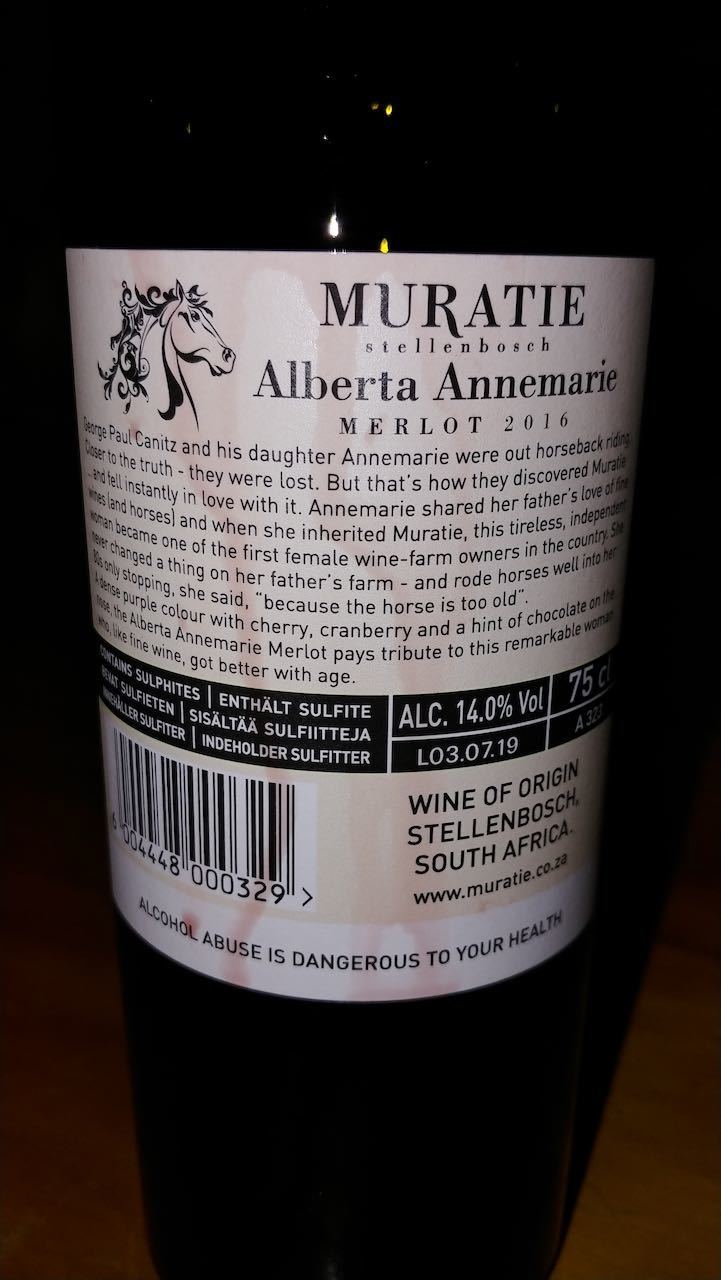 MURATIE
stellenbosch
Alberta Annemarie
MERLOT 2016
George Paul Canitz and his daughter Annemarie were out horseback riding.
Closer to the truth - they were lost. But that's how they discovered Muratie
- and fell instantly in love with it. Annemarie shared her father's love of fine
wines (and horses) and when she inherited Muratie, this tireless, independent
woman became one of the first female wine-farm owners in the country. She
never changed a thing on her father's farm - and rode horses well into her
80s only stopping, she said, "because the horse is too old".
A dense purple colour with cherry, cranberry and a hint of chocolate on the
nose, the Alberta Annemarie Merlot pays tribute to this remarkable woman
who, like fine wine, got better with age.
CONTAINS SULPHITES | ENTHÄLT SULFITE
BEVAT SULFIETEN | SISÄLTÄÄ SULFIITTEJA
INNEHÅLLER SULFITER | INDEHOLDER SULFITTER
ALC. 14.0% Vol
75 cl
L03.07.19
A 323
6 004448 000329 >
WINE OF ORIGIN
STELLENBOSCH,
SOUTH AFRICA.
www.muratie.co.za
ALCOHOL ABUSE IS DANGEROUS TO YOUR HEALTH